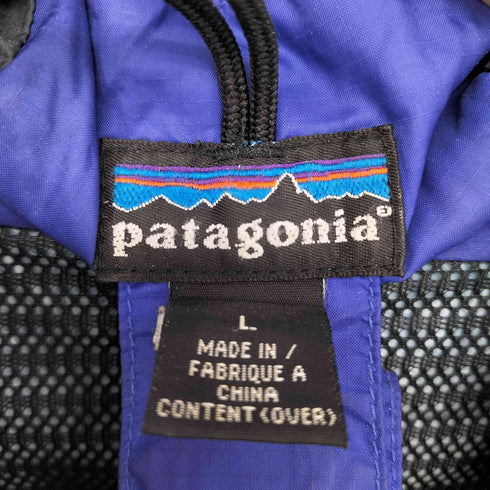 patagonia®
L
MADE IN /
FABRIQUE A
CHINA
CONTENT (OVER)